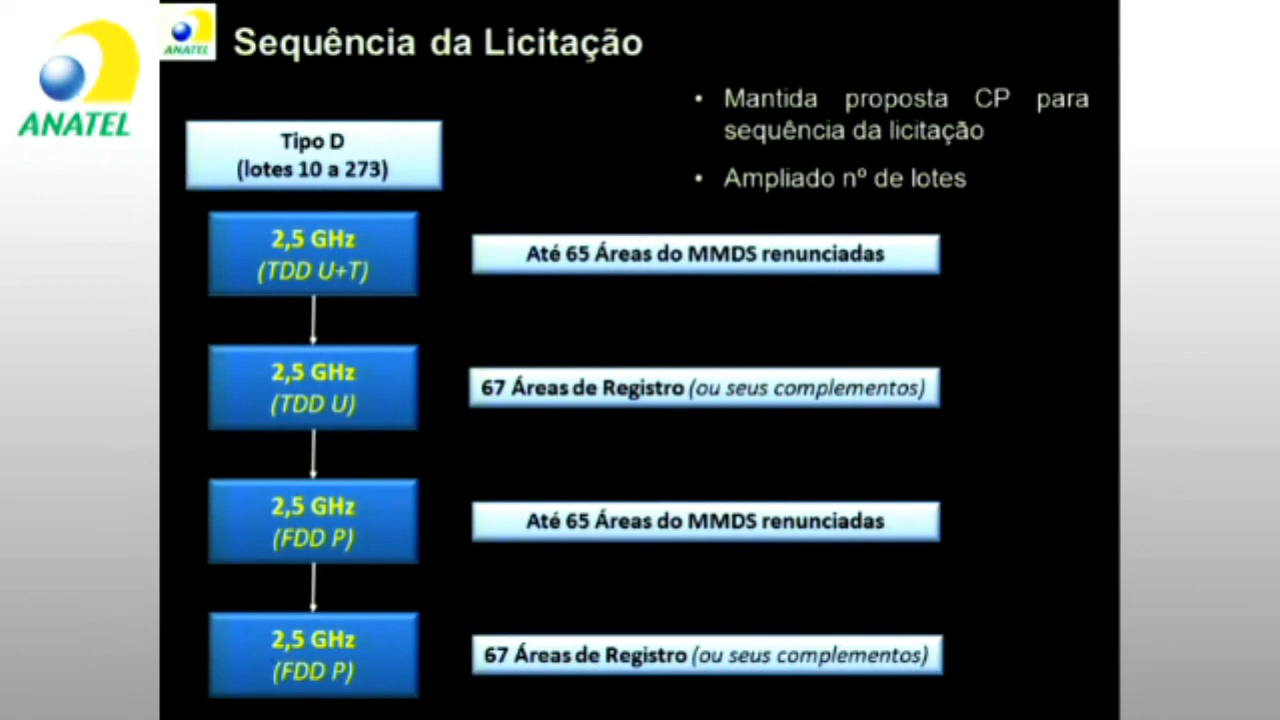 ANATEL
ANATEL
Sequência da Licitação
• Mantida proposta CP para
sequência da licitação
• Ampliado nº de lotes
Tipo D
(lotes 10 a 273)
2,5 GHz
(TDD U+T)
Até 65 Áreas do MMDS renunciadas
2,5 GHz
(TDD U)
67 Áreas de Registro (ou seus complementos)
2,5 GHz
(FDD P)
Até 65 Áreas do MMDS renunciadas
2,5 GHz
(FDD P)
67 Áreas de Registro (ou seus complementos)